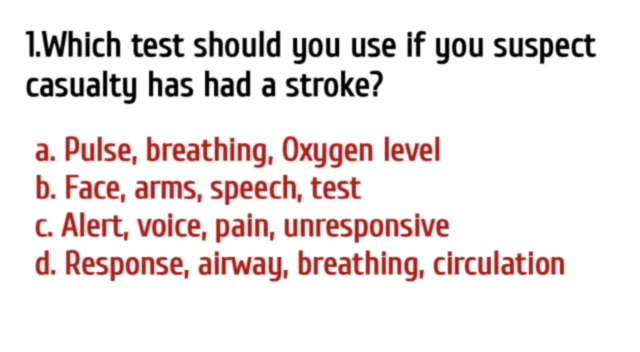 1.Which test should you use if you suspect
casualty has had a stroke?
a. Pulse, breathing, Oxygen level
b. Face, arms, speech, test
c. Alert, voice, pain, unresponsive
d. Response, airway, breathing, circulation